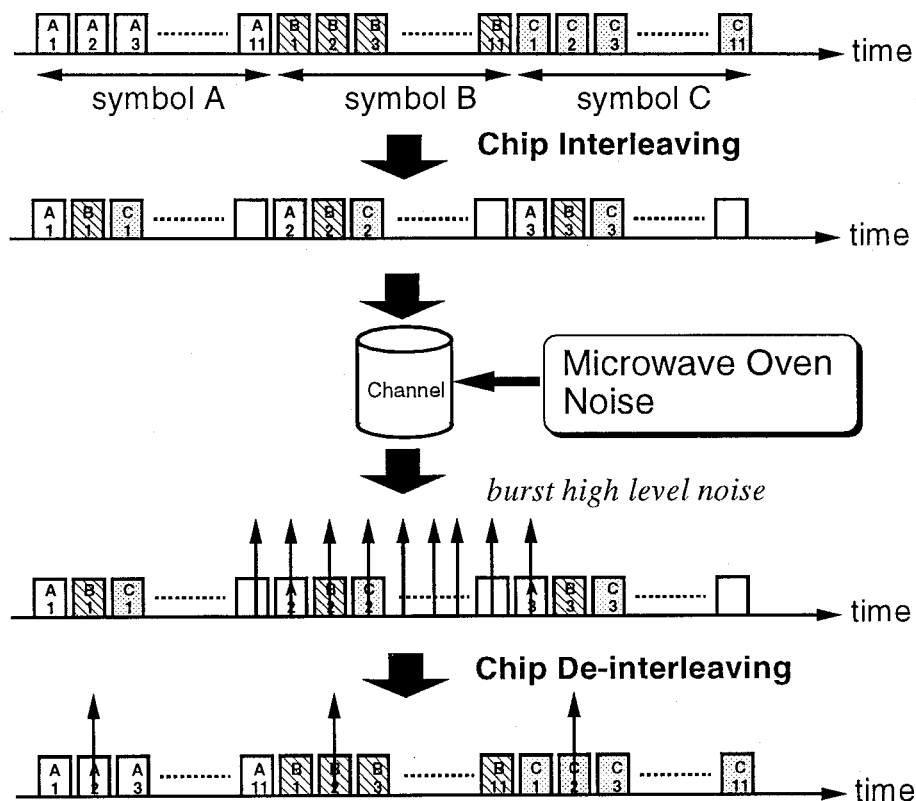 A 1 A 2 A 3 A 11 B 1 B 2 B 3 B 11 C 1 C 2 C 3 C 11
time
symbol A symbol B symbol C
Chip Interleaving
A 1 B 1 C 1 A 2 B 2 C 2 A 3 B 3 C 3
time
Channel
Microwave Oven
Noise
burst high level noise
A 1 B 1 C 1 A 2 B 2 C 2 A 3 B 3 C 3
time
Chip De-interleaving
A 1 A 2 A 3 A 11 B 1 B 2 B 3 B 11 C 1 C 2 C 3 C 11
time